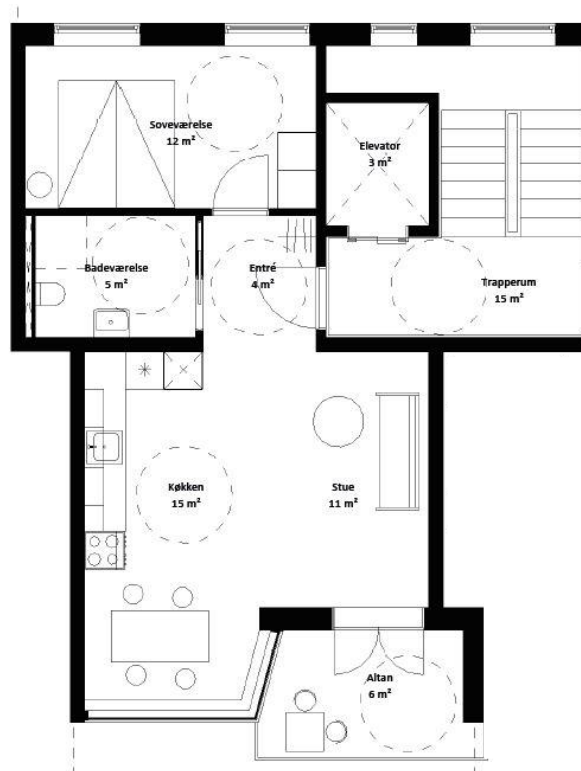 Soveværelse
12 m²
Elevator
3 m²
Badeværelse
5 m²
Entré
4 m²
Trapperum
15 m²
Køkken
15 m²
Stue
11 m²
Altan
6 m²